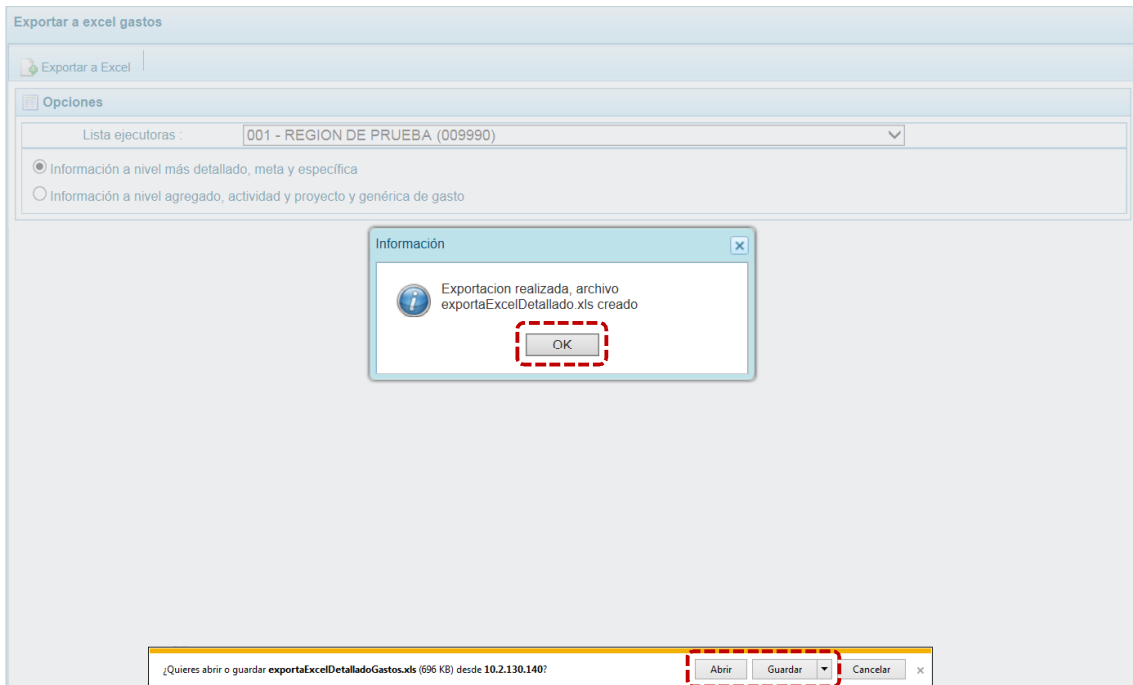 Exportar a excel gastos
Exportar a Excel
Opciones
Lista ejecutoras : 001 - REGION DE PRUEBA (009990)
Información a nivel más detallado, meta y específica
Información a nivel agregado, actividad y proyecto y genérica de gasto
Información
Exportacion realizada, archivo
exportaExcelDetallado.xls creado
OK
¿Quieres abrir o guardar exportaExcelDetalladoGastos.xls (696 KB) desde 10.2.130.140? Abrir Guardar Cancelar